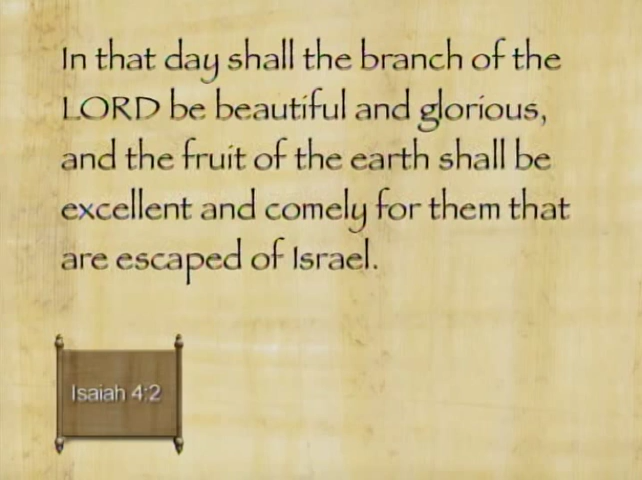 In that day shall the branch of the
LORD be beautiful and glorious,
and the fruit of the earth shall be
excellent and comely for them that
are escaped of Israel.
Isaiah 4:2